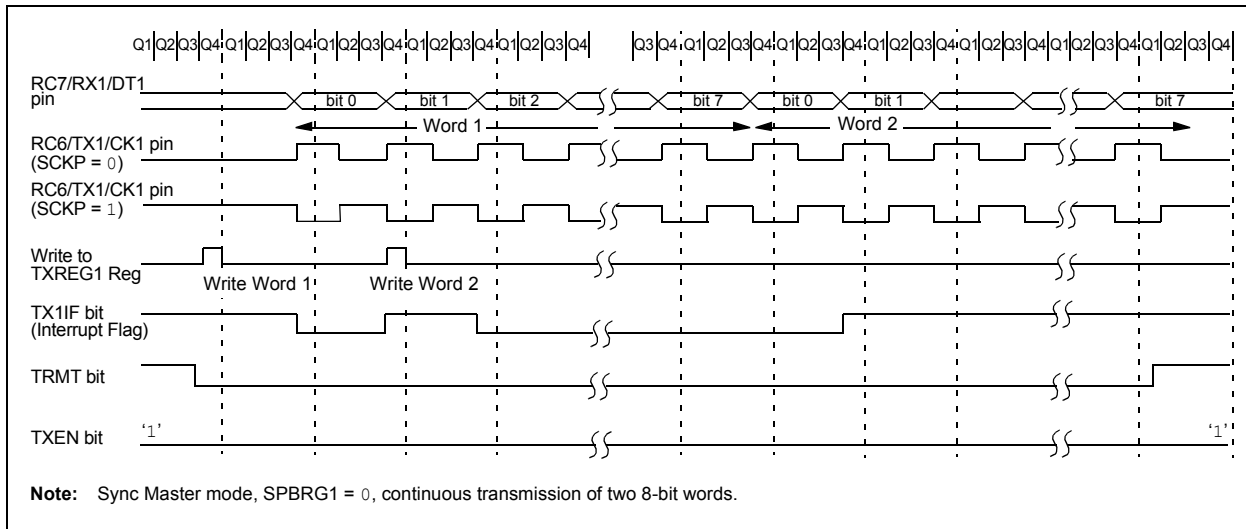 Q1 Q2 Q3 Q4 Q1 Q2 Q3 Q4 Q1 Q2 Q3 Q4 Q1 Q2 Q3 Q4 Q1 Q2 Q3 Q4 Q3 Q4 Q1 Q2 Q3 Q4 Q1 Q2 Q3 Q4 Q1 Q2 Q3 Q4 Q1 Q2 Q3 Q4 Q1 Q2 Q3 Q4 Q1 Q2 Q3 Q4
RC7/RX1/DT1
pin
bit 0 bit 1 bit 2 bit 7 bit 0 bit 1 bit 7
Word 1 Word 2
RC6/TX1/CK1 pin
(SCKP = 0)
RC6/TX1/CK1 pin
(SCKP = 1)
Write to
TXREG1 Reg
Write Word 1 Write Word 2
TX1IF bit
(Interrupt Flag)
TRMT bit
TXEN bit ‘1’ ‘1’
Note: Sync Master mode, SPBRG1 = 0, continuous transmission of two 8-bit words.